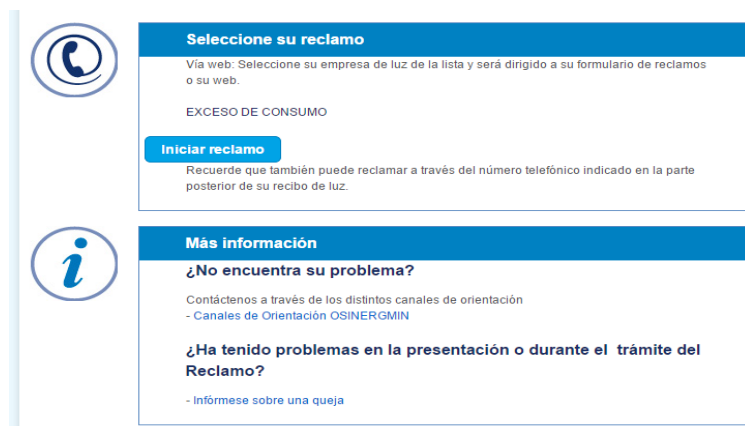 Seleccione su reclamo
Vía web: Seleccione su empresa de luz de la lista y será dirigido a su formulario de reclamos
o su web.
EXCESO DE CONSUMO
Iniciar reclamo
Recuerde que también puede reclamar a través del número telefónico indicado en la parte
posterior de su recibo de luz.
Más información
¿No encuentra su problema?
Contáctenos a través de los distintos canales de orientación
- Canales de Orientación OSINERGMIN
¿Ha tenido problemas en la presentación o durante el trámite del
Reclamo?
- Infórmese sobre una queja